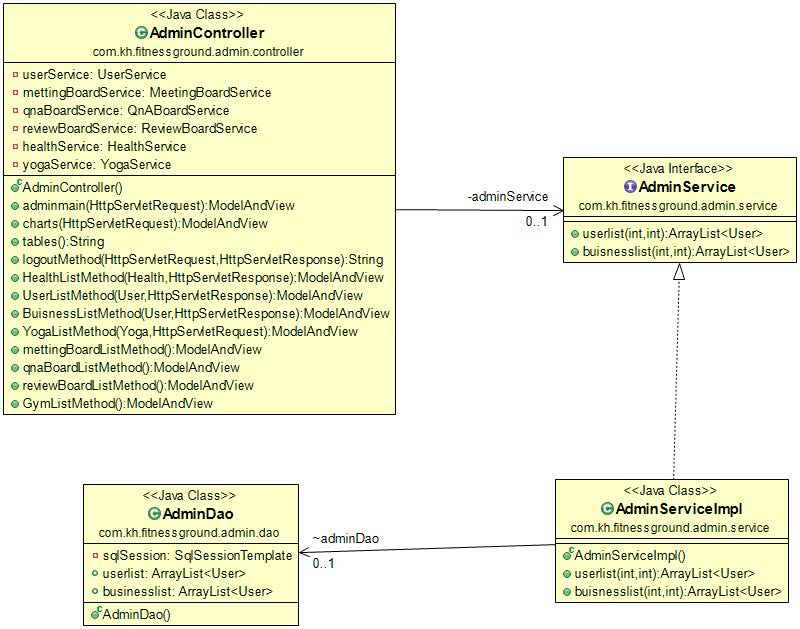 <<Java Class>>
AdminController
com.kh.fitnessground.admin.controller
userService: UserService
mettingBoardService: MeetingBoardService
qnaBoardService: QnABoardService
reviewBoardService: ReviewBoardService
healthService: HealthService
yogaService: YogaService
AdminController()
adminmain(HttpServletRequest):ModelAndView
charts(HttpServletRequest):ModelAndView
tables():String
logoutMethod(HttpServletRequest,HttpServletResponse):String
HealthListMethod(Health,HttpServletResponse):ModelAndView
UserListMethod(User,HttpServletResponse):ModelAndView
BuisnessListMethod(User,HttpServletResponse):ModelAndView
YogaListMethod(Yoga,HttpServletRequest):ModelAndView
mettingBoardListMethod():ModelAndView
qnaBoardListMethod():ModelAndView
reviewBoardListMethod():ModelAndView
GymListMethod():ModelAndView
-adminService
0..1
<<Java Interface>>
AdminService
com.kh.fitnessground.admin.service
userlist(int,int):ArrayList<User>
buisnesslist(int,int):ArrayList<User>
<<Java Class>>
AdminDao
com.kh.fitnessground.admin.dao
sqlSession: SqlSessionTemplate
userlist: ArrayList<User>
businesslist: ArrayList<User>
AdminDao()
~adminDao
0..1
<<Java Class>>
AdminServiceImpl
com.kh.fitnessground.admin.service
AdminServiceImpl()
userlist(int,int):ArrayList<User>
buisnesslist(int,int):ArrayList<User>